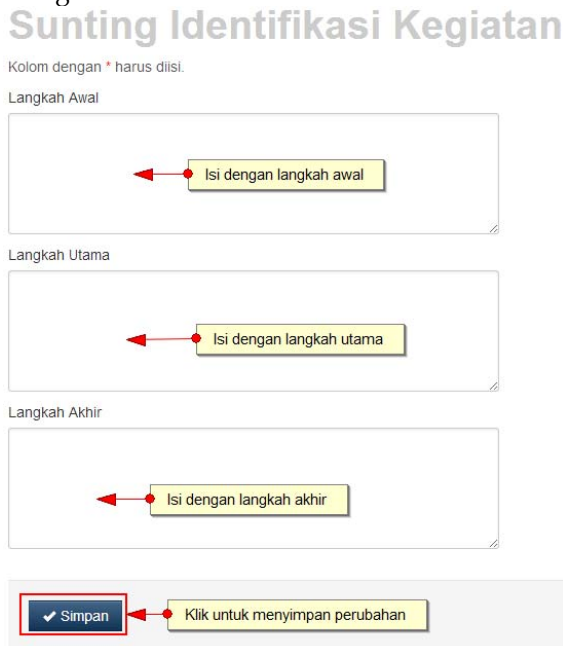 Sunting Identifikasi Kegiatan
Kolom dengan * harus diisi.
Langkah Awal
Isi dengan langkah awal
Langkah Utama
Isi dengan langkah utama
Langkah Akhir
Isi dengan langkah akhir
Simpan
Klik untuk menyimpan perubahan